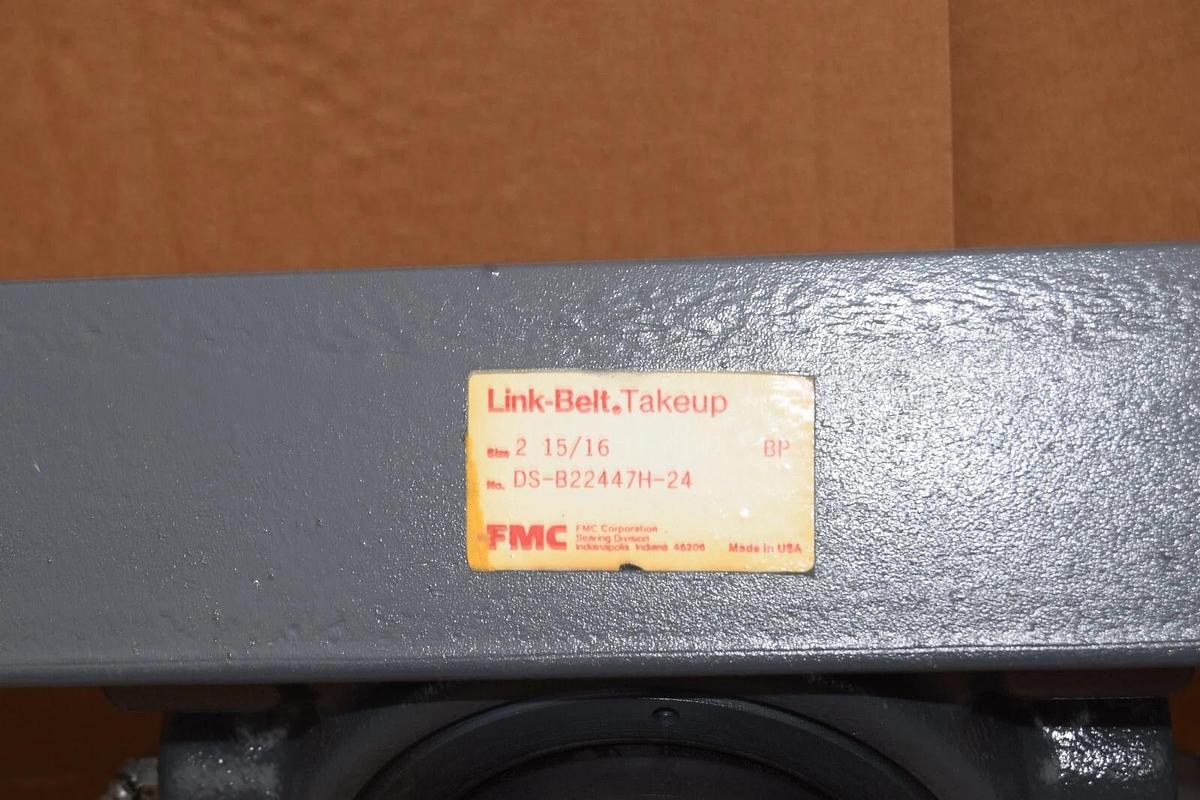 Link-Belt® Takeup
Size 2 15/16 BP
No. DS-B22447H-24
FMC FMC Corporation
Bearing Division
Indianapolis Indiana 46206 Made in USA